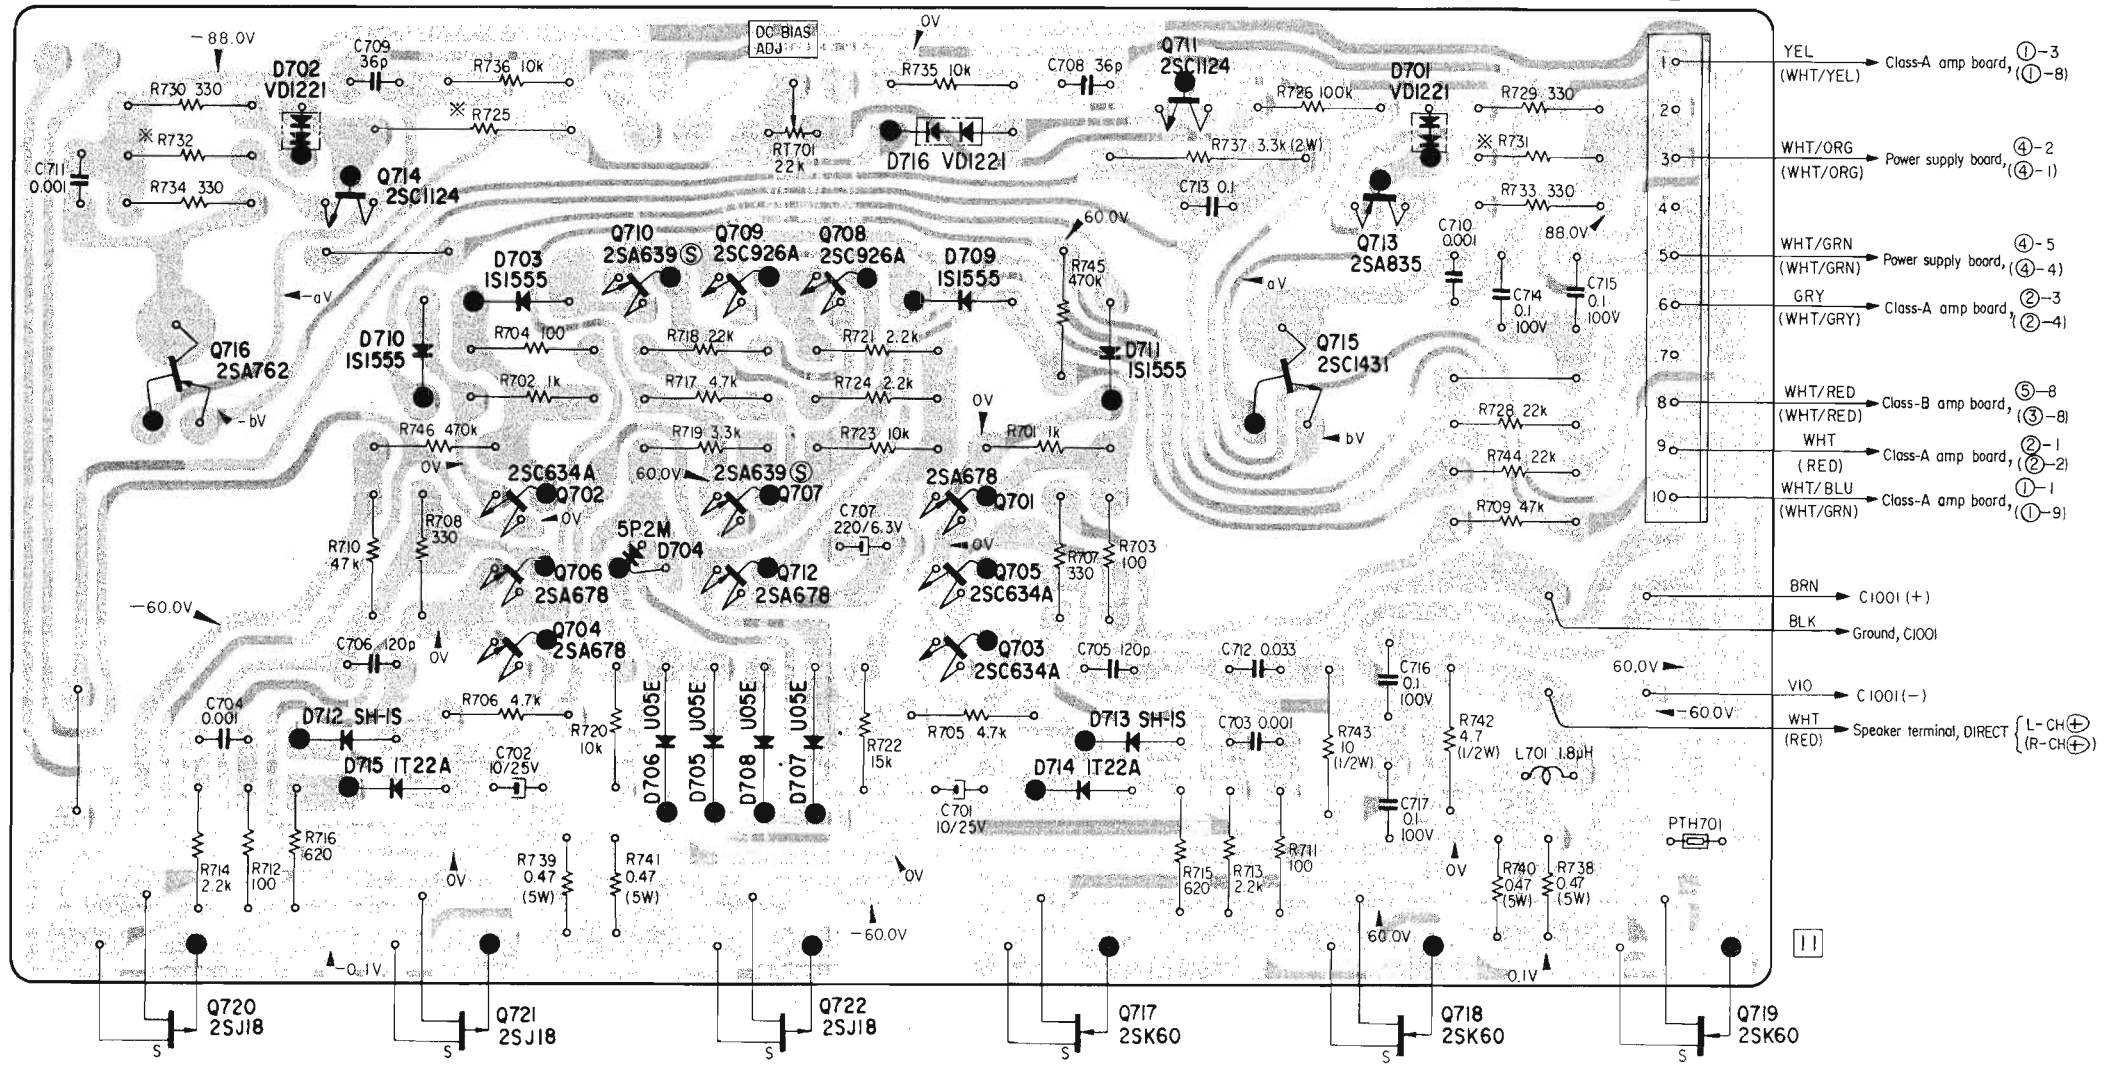 -88.0V
C709
36p
R736 10k
DC BIAS
ADJ
0V
R735 10k
C708 36p
Q711
2SC1124
D702
VD1221
R730 330
※ R725
※ R732
C711
0.001
R734 330
Q714
2SC1124
RT701
22k
D716 VD1221
R726 100k
D701
VD1221
R729 330
R737 3.3k (2W)
※ R731
C713 0.1
R733 330
60.0V
88.0V
Q713
2SA835
C710
0.001
C714
0.1
100V
C715
0.1
100V
1
2
3
4
5
6
7
8
9
10
YEL
(WHT/YEL)
Class-A amp board, ①-3
(①-8)
WHT/ORG
(WHT/ORG)
Power supply board, ④-2
(④-1)
WHT/GRN
(WHT/GRN)
Power supply board, ④-5
(④-4)
GRY
(WHT/GRY)
Class-A amp board, ②-3
(②-4)
WHT/RED
(WHT/RED)
Class-B amp board, ⑤-8
(③-8)
WHT
(RED)
Class-A amp board, ②-1
(②-2)
WHT/BLU
(WHT/GRN)
Class-A amp board, ①-1
(①-9)
BRN
C1001 (+)
BLK
Ground, C1001
VIO
C1001 (-)
WHT
(RED)
Speaker terminal, DIRECT { L-CH ⊕
(R-CH ⊕)
D703
1S1555
Q710
2SA639 Ⓢ
Q709
2SC926A
Q708
2SC926A
D709
1S1555
R745
470k
-aV
aV
D710
1S1555
R704 100
R718 22k
R721 2.2k
D711
1S1555
Q715
2SC1431
Q716
2SA762
R702 1k
R717 4.7k
R724 2.2k
0V
-bV
bV
R746 470k
R719 3.3k
R723 10k
R701 1k
R728 22k
R744 22k
R709 47k
0V
2SC634A
Q702
0V
60.0V
2SA639 Ⓢ
Q707
2SA678
Q701
C707
220/6.3V
0V
R710
47k
R708
330
5P2M
D704
R707
330
R703
100
Q706
2SA678
Q712
2SA678
Q705
2SC634A
-60.0V
Q704
2SA678
Q703
2SC634A
C706 120p
0V
C705 120p
C712 0.033
C716
0.1
100V
60.0V
-60.0V
C704
0.001
D712 SH-1S
R706 4.7k
R720
10k
D706 U05E
D705 U05E
D708 U05E
D707 U05E
R722
15k
R705 4.7k
D713 SH-1S
C703 0.001
R743
10
(1/2W)
R742
4.7
(1/2W)
L701 1.8μH
D715 1T22A
C702
10/25V
D714 1T22A
C701
10/25V
C717
0.1
100V
PTH701
R714
2.2k
R712
100
R716
620
0V
R739
0.47
(5W)
R741
0.47
(5W)
0V
R715
620
R713
2.2k
R711
100
0V
R740
0.47
(5W)
R738
0.47
(5W)
-0.1V
-60.0V
60.0V
0.1V
11
Q720
2SJ18
S
Q721
2SJ18
S
Q722
2SJ18
S
Q717
2SK60
S
Q718
2SK60
S
Q719
2SK60
S